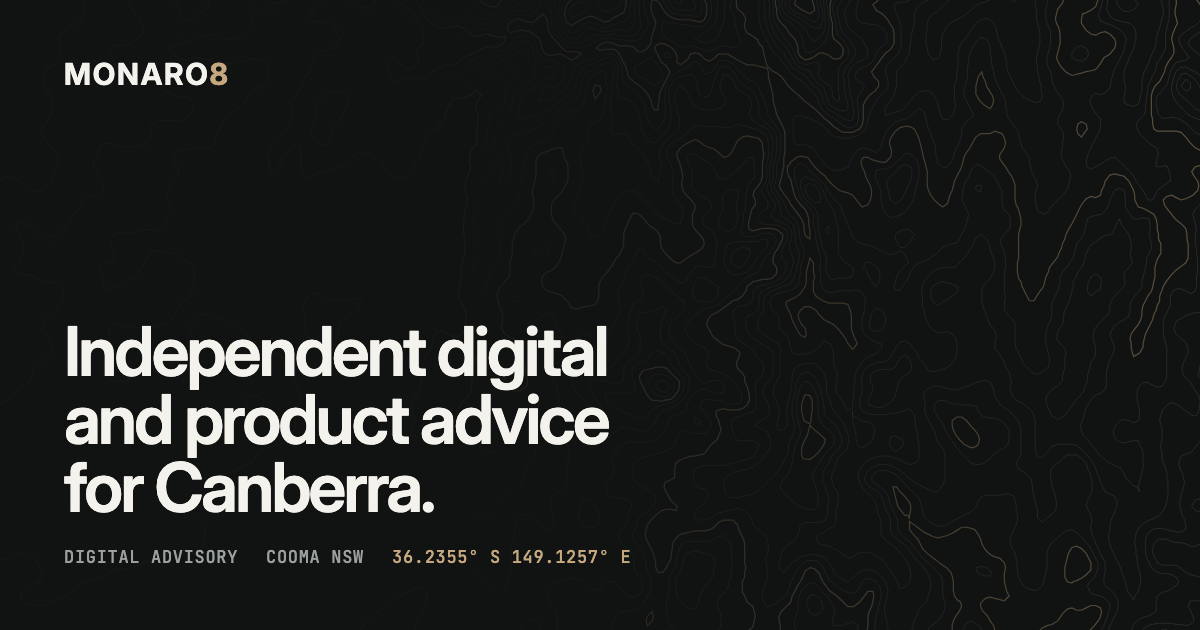 MONARO8
Independent digital
and product advice
for Canberra.
DIGITAL ADVISORY COOMA NSW 36.2355° S 149.1257° E